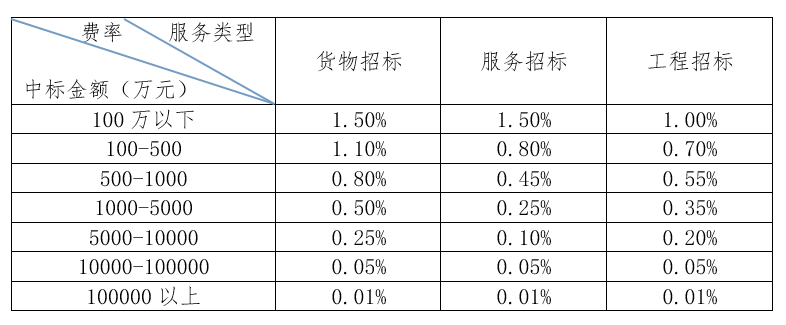 费率 服务类型
中标金额（万元）
货物招标 服务招标 工程招标
100 万以下 1.50% 1.50% 1.00%
100-500 1.10% 0.80% 0.70%
500-1000 0.80% 0.45% 0.55%
1000-5000 0.50% 0.25% 0.35%
5000-10000 0.25% 0.10% 0.20%
10000-100000 0.05% 0.05% 0.05%
100000 以上 0.01% 0.01% 0.01%